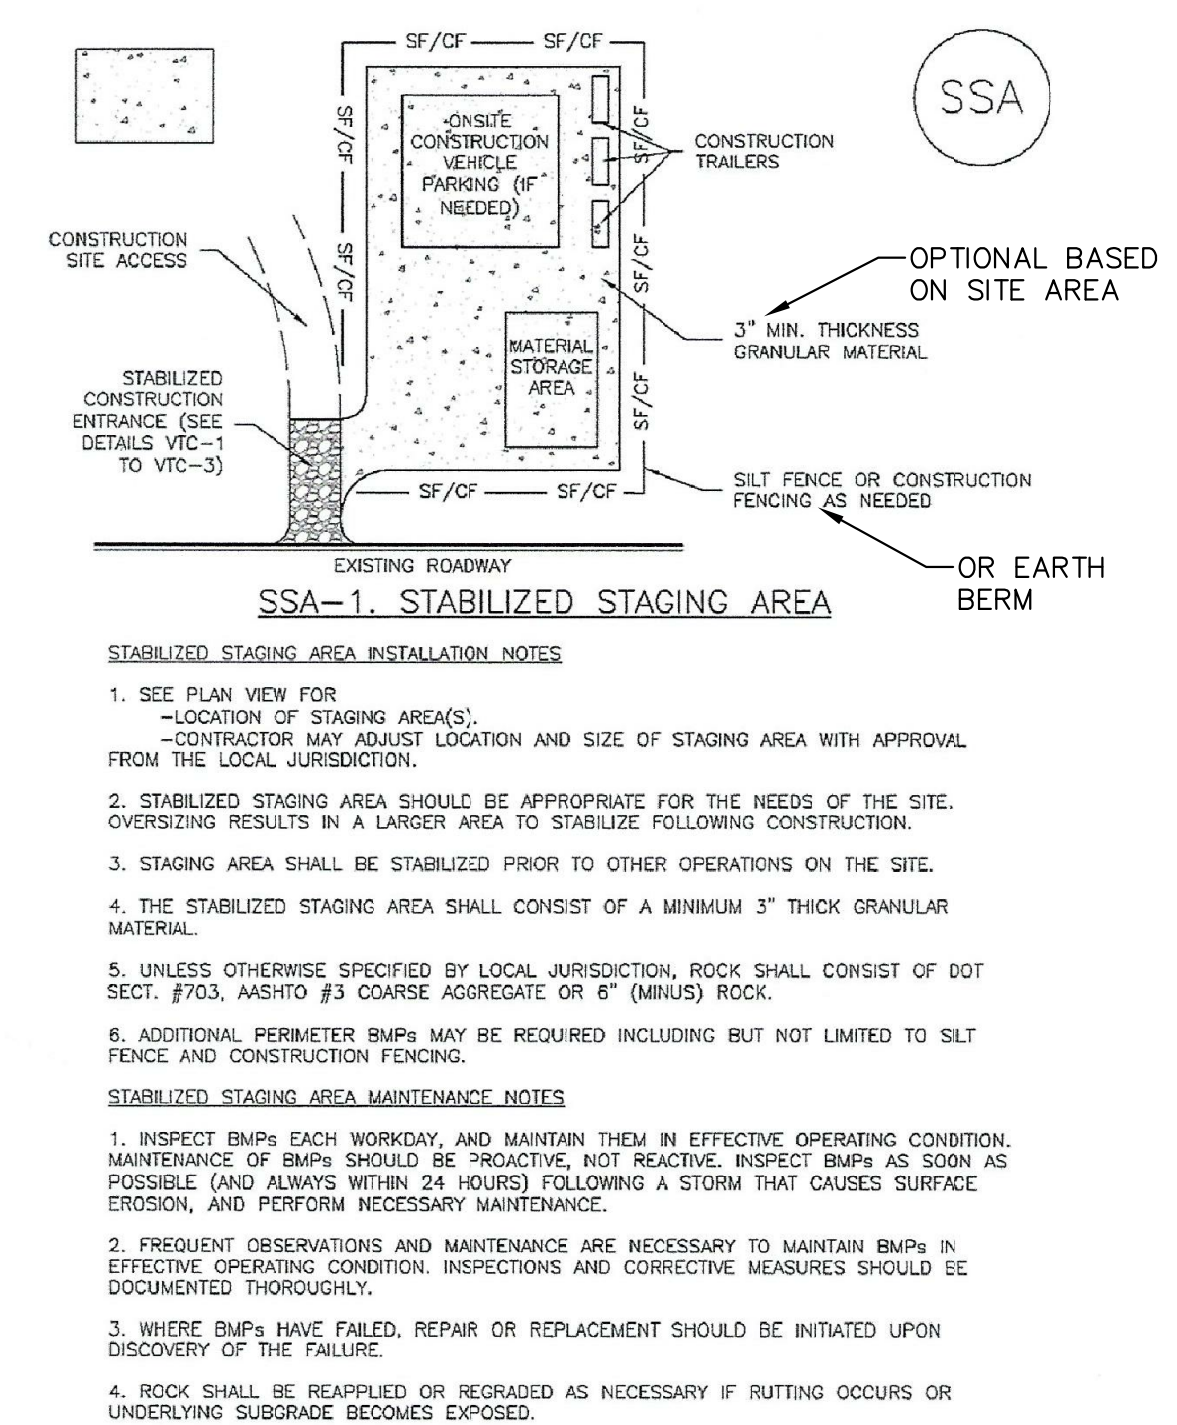 SF/CF SF/CF
SSA
SF/CF
SF/CF
SF/CF
SF/CF
SF/CF
ONSITE
CONSTRUCTION
VEHICLE
PARKING (IF
NEEDED)
CONSTRUCTION
TRAILERS
CONSTRUCTION
SITE ACCESS
OPTIONAL BASED
ON SITE AREA
3" MIN. THICKNESS
GRANULAR MATERIAL
MATERIAL
STORAGE
AREA
STABILIZED
CONSTRUCTION
ENTRANCE (SEE
DETAILS VTC-1
TO VTC-3)
SILT FENCE OR CONSTRUCTION
FENCING AS NEEDED
SF/CF SF/CF
OR EARTH
BERM
EXISTING ROADWAY
SSA-1. STABILIZED STAGING AREA
STABILIZED STAGING AREA INSTALLATION NOTES
1. SEE PLAN VIEW FOR
-LOCATION OF STAGING AREA(S).
-CONTRACTOR MAY ADJUST LOCATION AND SIZE OF STAGING AREA WITH APPROVAL
FROM THE LOCAL JURISDICTION.
2. STABILIZED STAGING AREA SHOULD BE APPROPRIATE FOR THE NEEDS OF THE SITE.
OVERSIZING RESULTS IN A LARGER AREA TO STABILIZE FOLLOWING CONSTRUCTION.
3. STAGING AREA SHALL BE STABILIZED PRIOR TO OTHER OPERATIONS ON THE SITE.
4. THE STABILIZED STAGING AREA SHALL CONSIST OF A MINIMUM 3" THICK GRANULAR
MATERIAL.
5. UNLESS OTHERWISE SPECIFIED BY LOCAL JURISDICTION, ROCK SHALL CONSIST OF DOT
SECT. #703, AASHTO #3 COARSE AGGREGATE OR 6" (MINUS) ROCK.
6. ADDITIONAL PERIMETER BMPs MAY BE REQUIRED INCLUDING BUT NOT LIMITED TO SILT
FENCE AND CONSTRUCTION FENCING.
STABILIZED STAGING AREA MAINTENANCE NOTES
1. INSPECT BMPs EACH WORKDAY, AND MAINTAIN THEM IN EFFECTIVE OPERATING CONDITION.
MAINTENANCE OF BMPs SHOULD BE PROACTIVE, NOT REACTIVE. INSPECT BMPs AS SOON AS
POSSIBLE (AND ALWAYS WITHIN 24 HOURS) FOLLOWING A STORM THAT CAUSES SURFACE
EROSION, AND PERFORM NECESSARY MAINTENANCE.
2. FREQUENT OBSERVATIONS AND MAINTENANCE ARE NECESSARY TO MAINTAIN BMPs IN
EFFECTIVE OPERATING CONDITION. INSPECTIONS AND CORRECTIVE MEASURES SHOULD BE
DOCUMENTED THOROUGHLY.
3. WHERE BMPs HAVE FAILED, REPAIR OR REPLACEMENT SHOULD BE INITIATED UPON
DISCOVERY OF THE FAILURE.
4. ROCK SHALL BE REAPPLIED OR REGRADED AS NECESSARY IF RUTTING OCCURS OR
UNDERLYING SUBGRADE BECOMES EXPOSED.